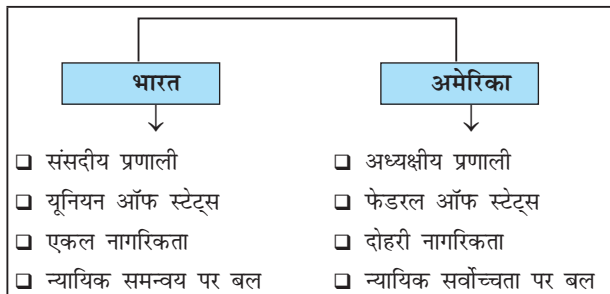 भारत
अमेरिका
❑ संसदीय प्रणाली
❑ यूनियन ऑफ स्टेट्स
❑ एकल नागरिकता
❑ न्यायिक समन्वय पर बल
❑ अध्यक्षीय प्रणाली
❑ फेडरल ऑफ स्टेट्स
❑ दोहरी नागरिकता
❑ न्यायिक सर्वोच्चता पर बल